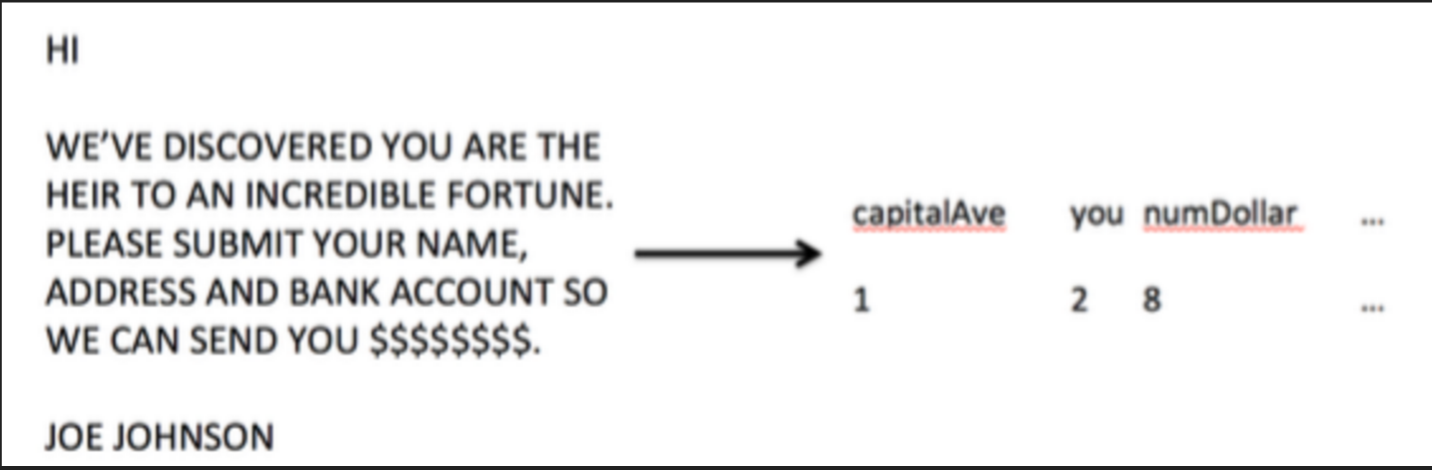 HI
WE’VE DISCOVERED YOU ARE THE
HEIR TO AN INCREDIBLE FORTUNE.
PLEASE SUBMIT YOUR NAME,
ADDRESS AND BANK ACCOUNT SO
WE CAN SEND YOU $$$$$$$$.
JOE JOHNSON
capitalAve you numDollar ...
1 2 8 ...